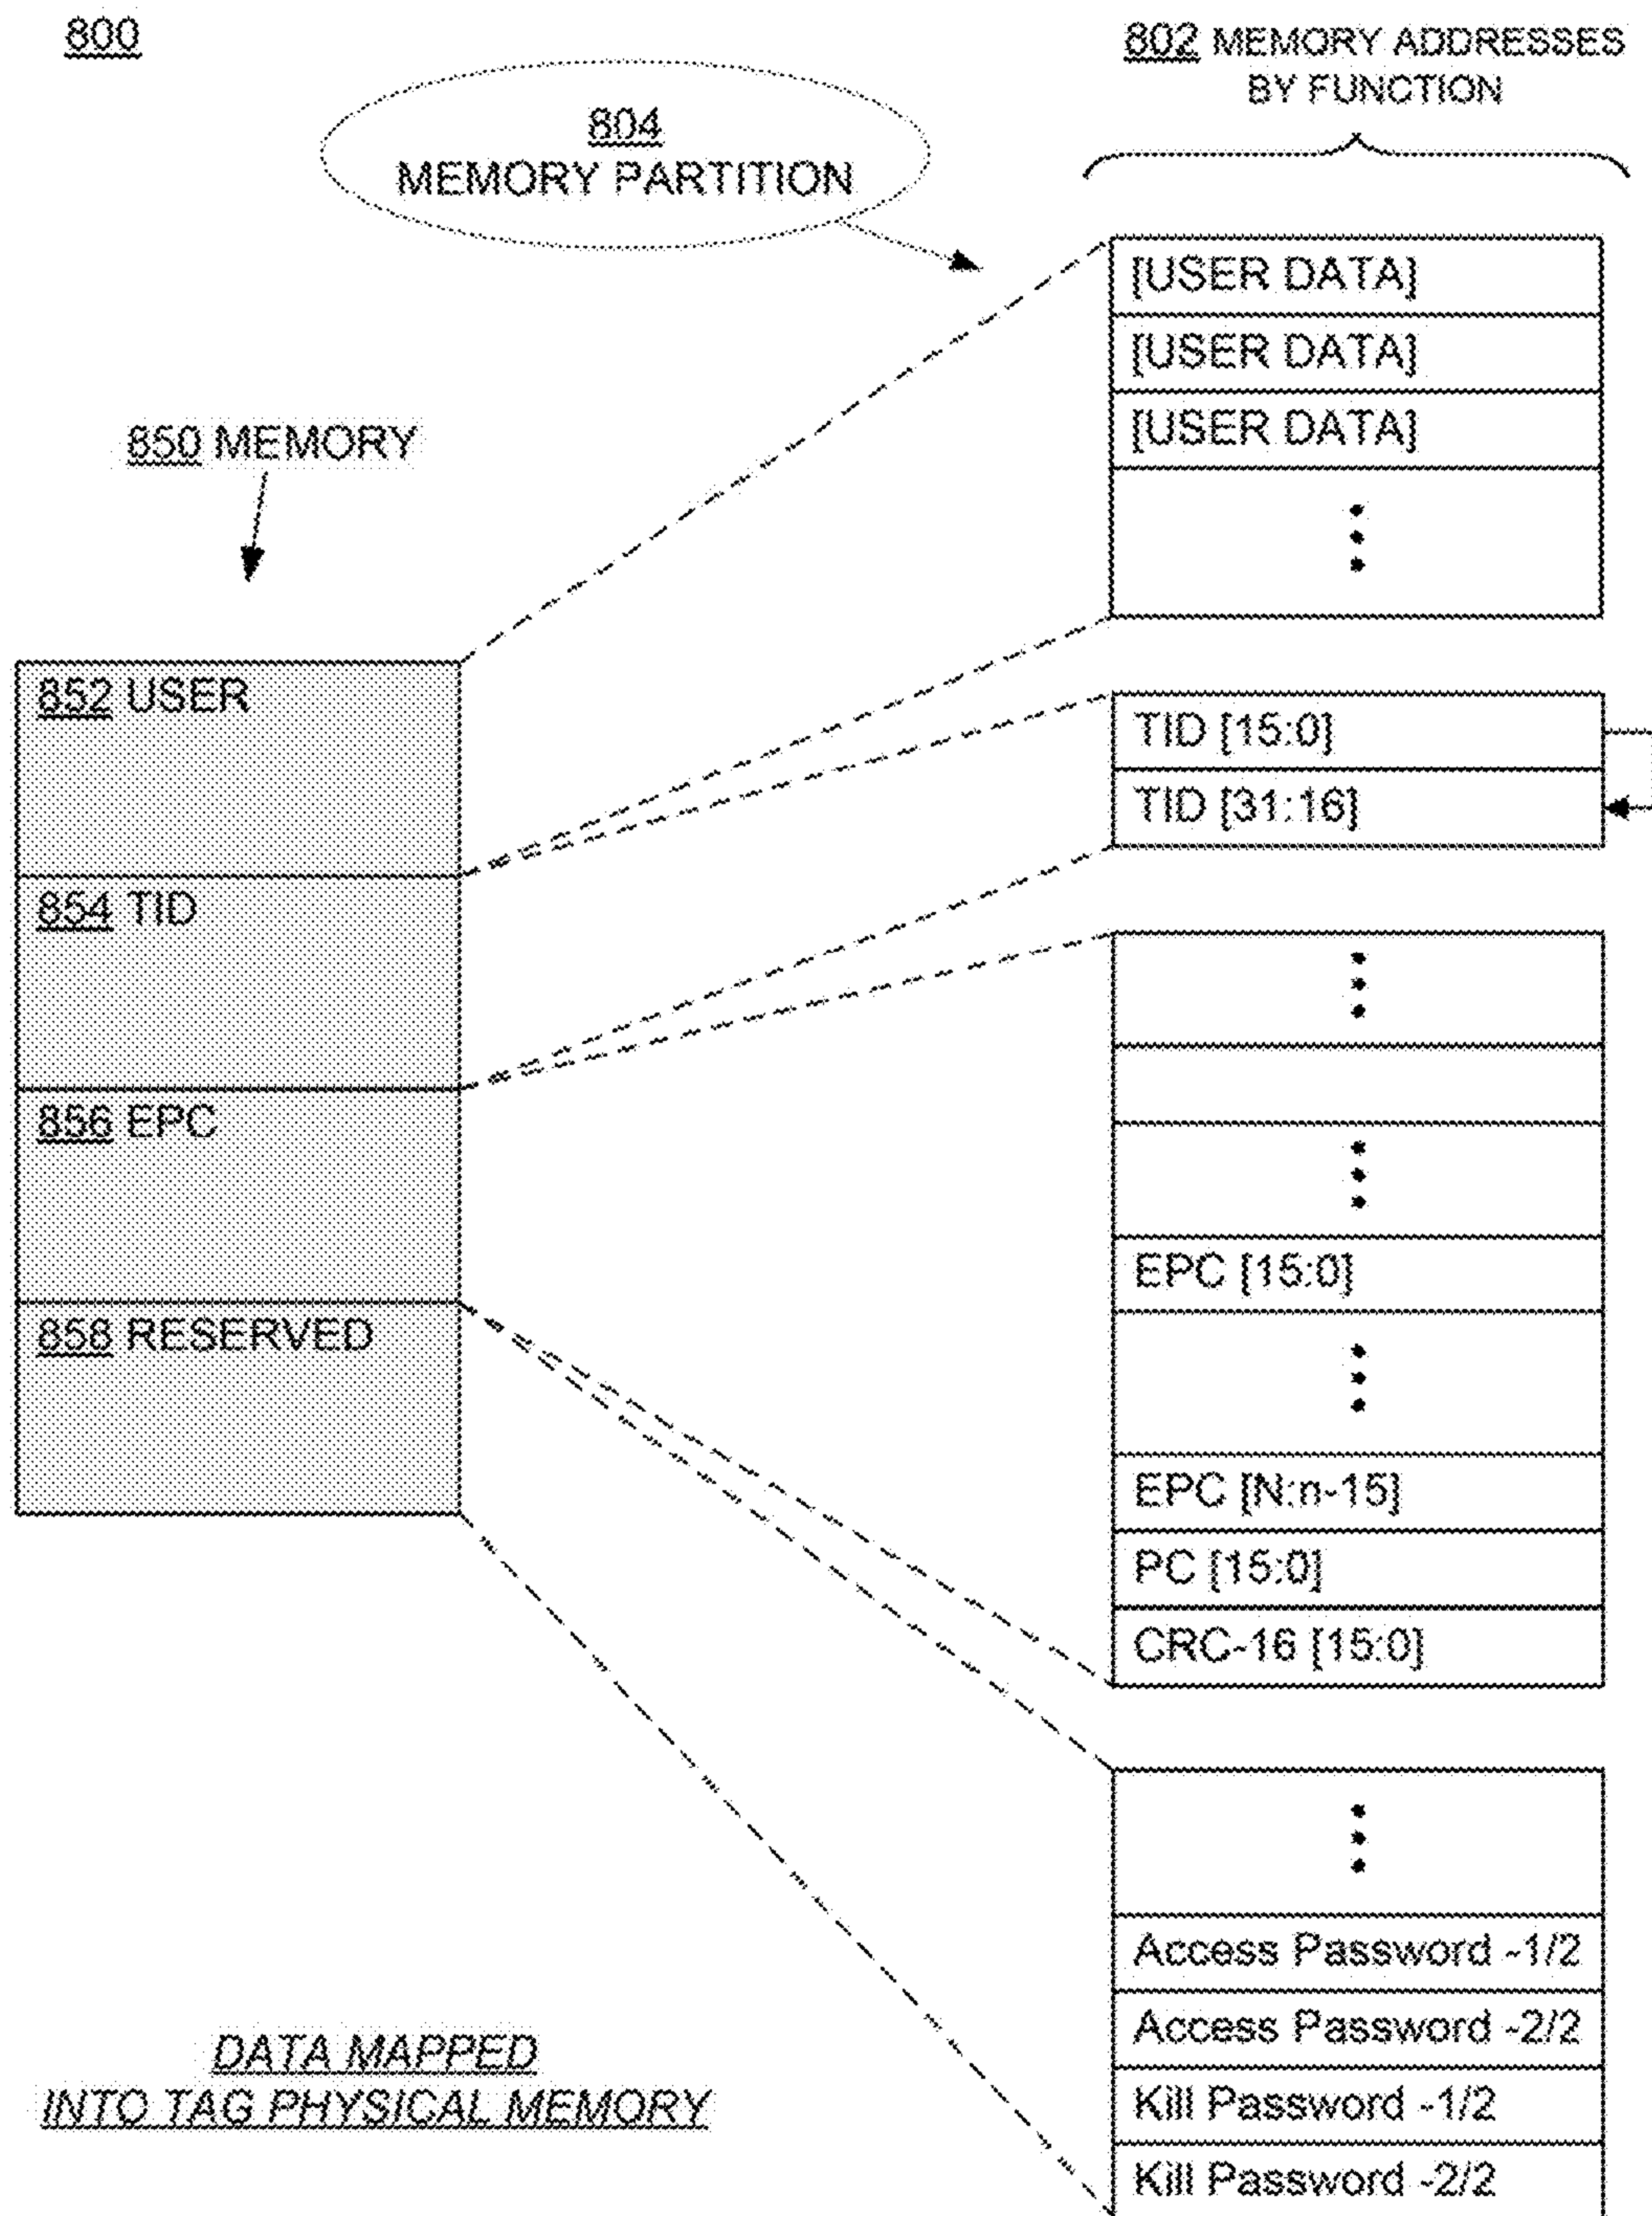 800
802 MEMORY ADDRESSES
BY FUNCTION
804
MEMORY PARTITION
[USER DATA]
[USER DATA]
[USER DATA]
850 MEMORY
852 USER
TID [15:0]
TID [31:16]
854 TID
856 EPC
EPC [15:0]
858 RESERVED
EPC [N:n-15]
PC [15:0]
CRC-16 [15:0]
Access Password -1/2
Access Password -2/2
Kill Password -1/2
Kill Password -2/2
DATA MAPPED
INTO TAG PHYSICAL MEMORY